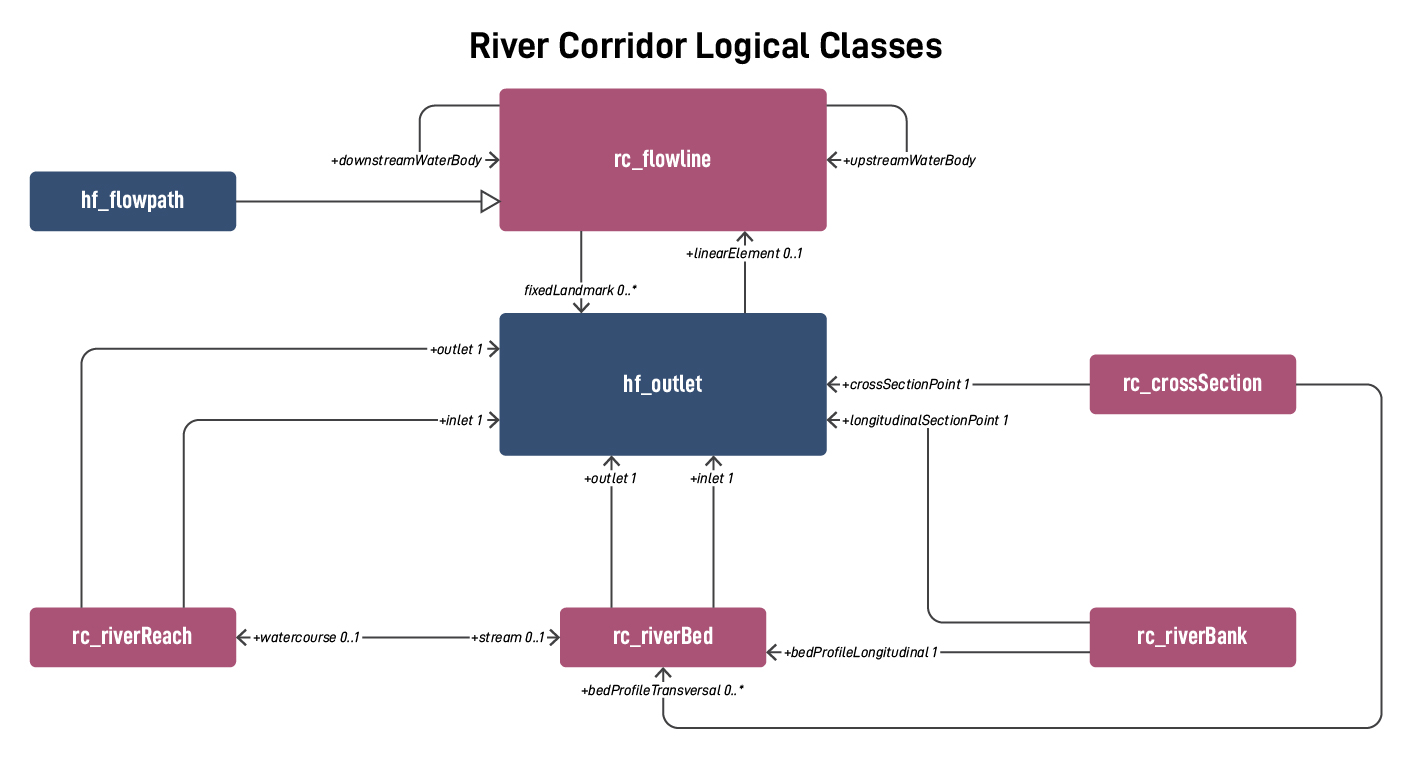 River Corridor Logical Classes
rc_flowline
+downstreamWaterBody
+upstreamWaterBody
hf_flowpath
+linearElement 0..1
fixedLandmark 0..*
+outlet 1
hf_outlet
+crossSectionPoint 1
rc_crossSection
+inlet 1
+longitudinalSectionPoint 1
+outlet 1
+inlet 1
rc_riverReach
+watercourse 0..1
+stream 0..1
rc_riverBed
rc_riverBank
+bedProfileLongitudinal 1
+bedProfileTransversal 0..*